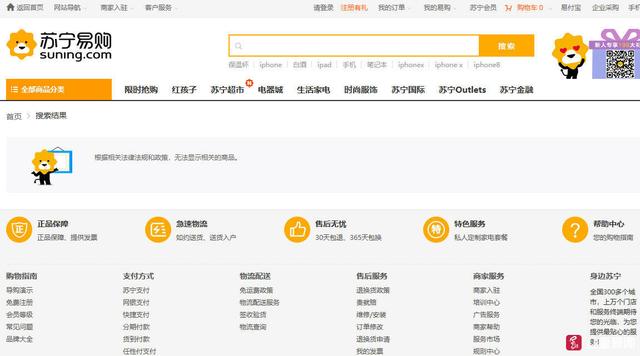 返回首页 网站导航 商家入驻 客户服务 请登录 注册有礼 我的订单 我的易购 苏宁会员 购物车 0 易付宝 企业采购 手机
苏宁易购
suning.com
搜索
新人专享
保温杯 iphone 白酒 ipad 手机 笔记本 iphonex iphone x iphone8
全部商品分类 限时抢购 红孩子 苏宁超市 电器城 生活家电 时尚服饰 苏宁国际 苏宁Outlets 苏宁金融
首页 > 搜索结果
根据相关法律法规和政策,无法显示相关的商品。
正品保障 急速物流 售后无忧 特色服务 帮助中心
正品保障、提供发票 如约送货、送货入户 30天包退、365天包换 私人定制家电套餐 您的购物指南
特
购物指南 支付方式 物流配送 售后服务 商家服务 身边苏宁
导购演示 苏宁支付 免运费政策 退换货政策 商家入驻 全国300多个城
免费注册 网银支付 物流配送服务 培训中心 市,上万个门店
会员等级 快捷支付 签收验货 维修/安装 广告服务 和服务终端期待
常见问题 分期付款 物流查询 订单修改 商家帮助 您的光临,为您
品牌大全 货到付款 退换货申请 服务市场 提供最贴心的服
任性付支付 我的发票 规则中心 务!